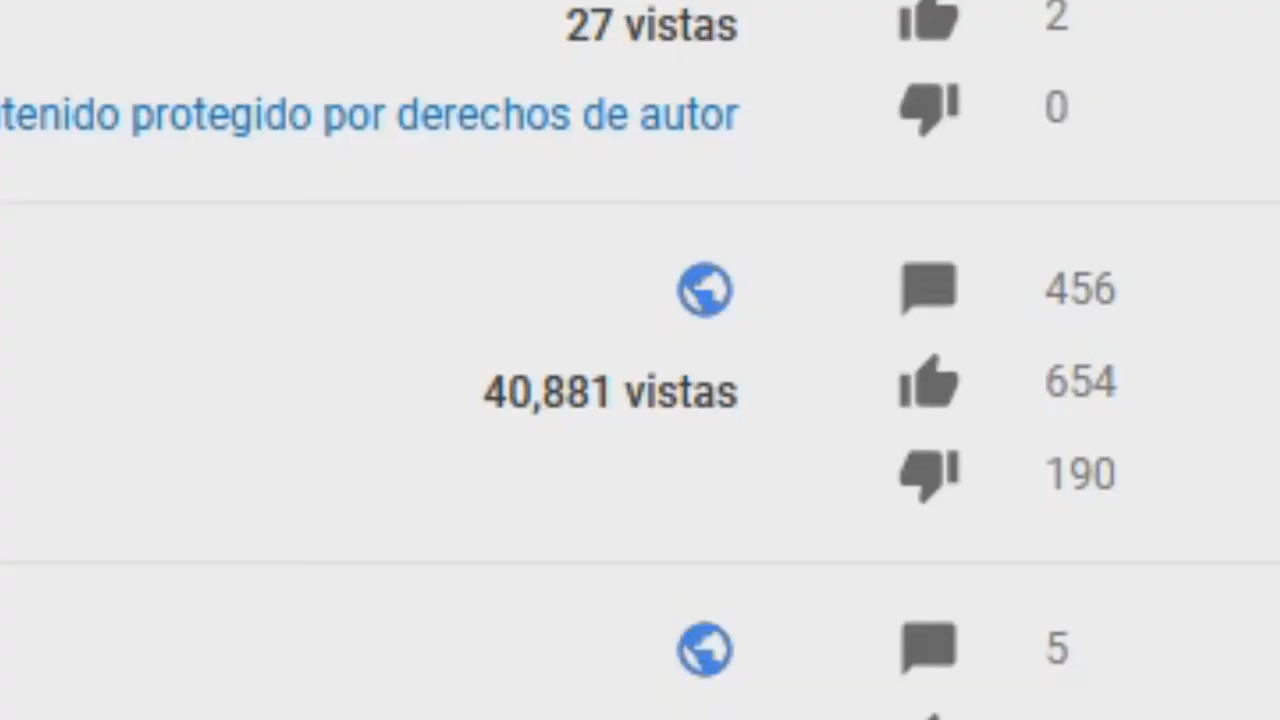 27 vistas
2
tenido protegido por derechos de autor
0
456
40,881 vistas
654
190
5